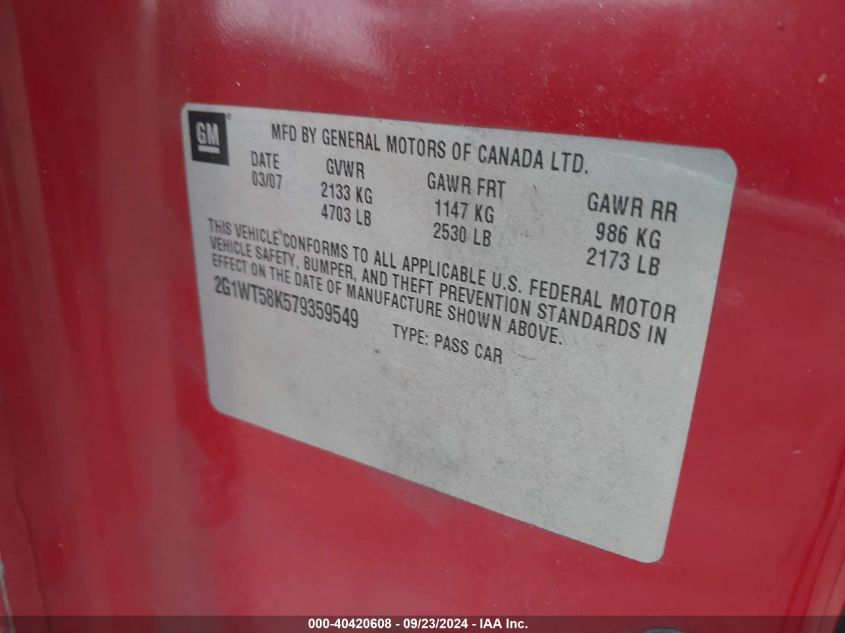 GM
MFD BY GENERAL MOTORS OF CANADA LTD.
DATE GVWR GAWR FRT GAWR RR
03/07 2133 KG 1147 KG 986 KG
4703 LB 2530 LB 2173 LB
THIS VEHICLE CONFORMS TO ALL APPLICABLE U.S. FEDERAL MOTOR
VEHICLE SAFETY, BUMPER, AND THEFT PREVENTION STANDARDS IN
EFFECT ON THE DATE OF MANUFACTURE SHOWN ABOVE.
2G1WT58K579359549 TYPE: PASS CAR
000-40420608 - 09/23/2024 - IAA Inc.